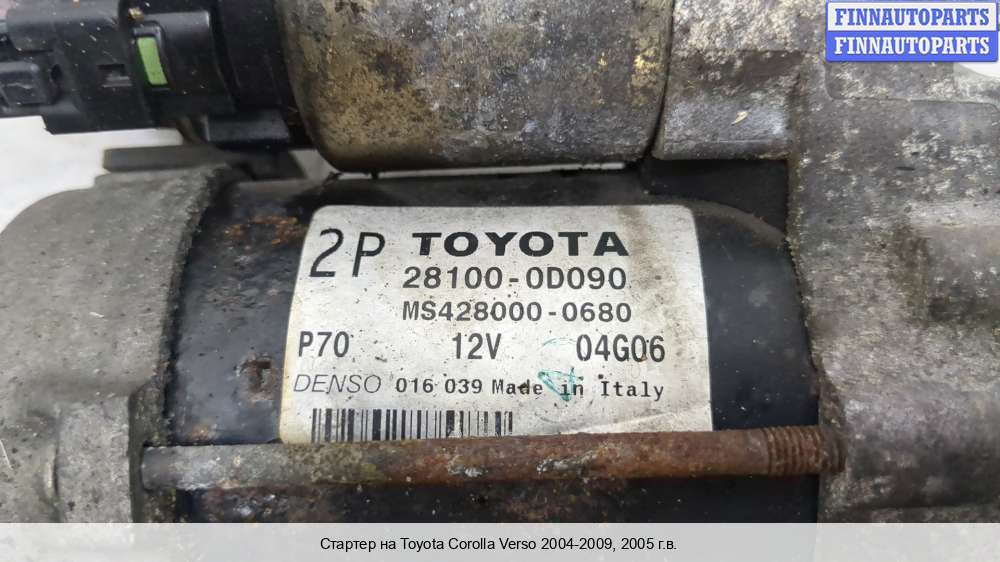 FINNAUTOPARTS
FINNAUTOPARTS
2P TOYOTA
28100-0D090
MS428000-0680
P70 12V 04G06
DENSO 016 039 Made in Italy
Стартер на Toyota Corolla Verso 2004-2009, 2005 г.в.